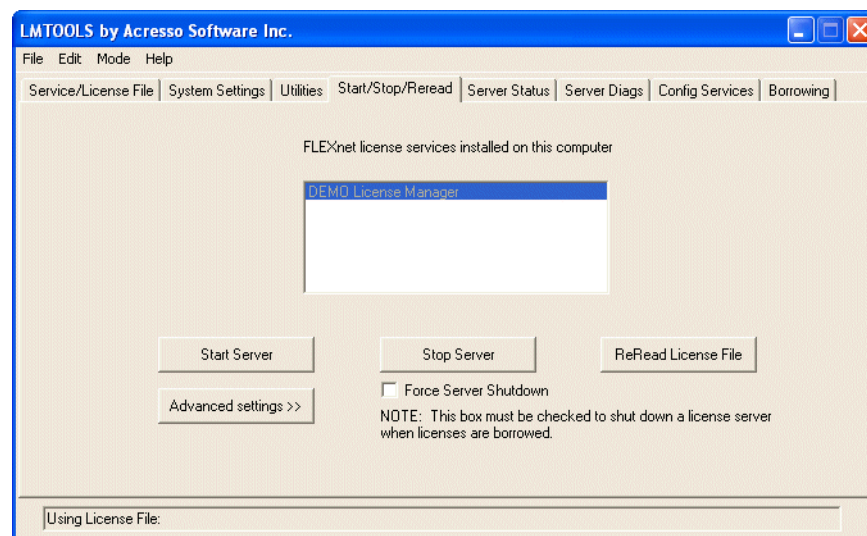 LMTOOLS by Acresso Software Inc.
File Edit Mode Help
Service/License File System Settings Utilities Start/Stop/Reread Server Status Server Diags Config Services Borrowing
FLEXnet license services installed on this computer
DEMO License Manager
Start Server Stop Server ReRead License File
Advanced settings >> Force Server Shutdown
NOTE: This box must be checked to shut down a license server
when licenses are borrowed.
Using License File: